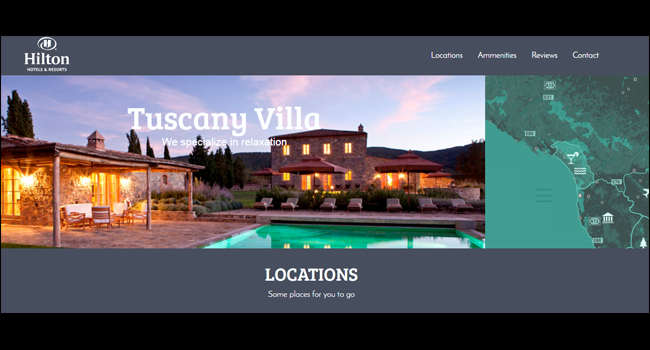 Hilton
HOTELS & RESORTS
Locations Ammenities Reviews Contact
Tuscany Villa
We specialize in relaxation
LOCATIONS
Some places for you to go